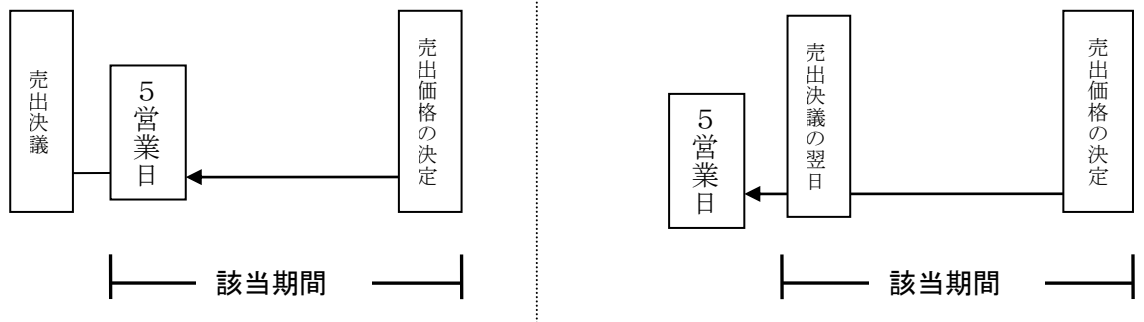 売出決議
５営業日
売出価格の決定
該当期間
５営業日
売出決議の翌日
売出価格の決定
該当期間